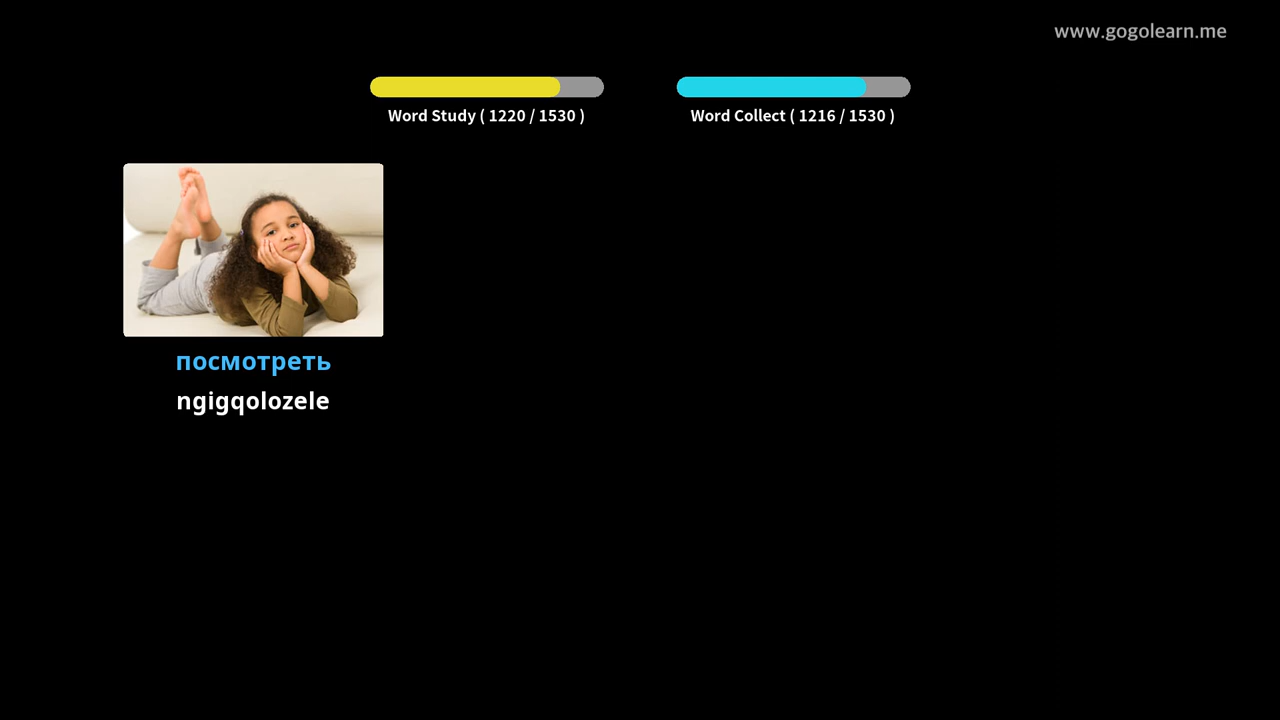 www.gogolearn.me
Word Study ( 1220 / 1530 )
Word Collect ( 1216 / 1530 )
посмотреть
ngigqolozele